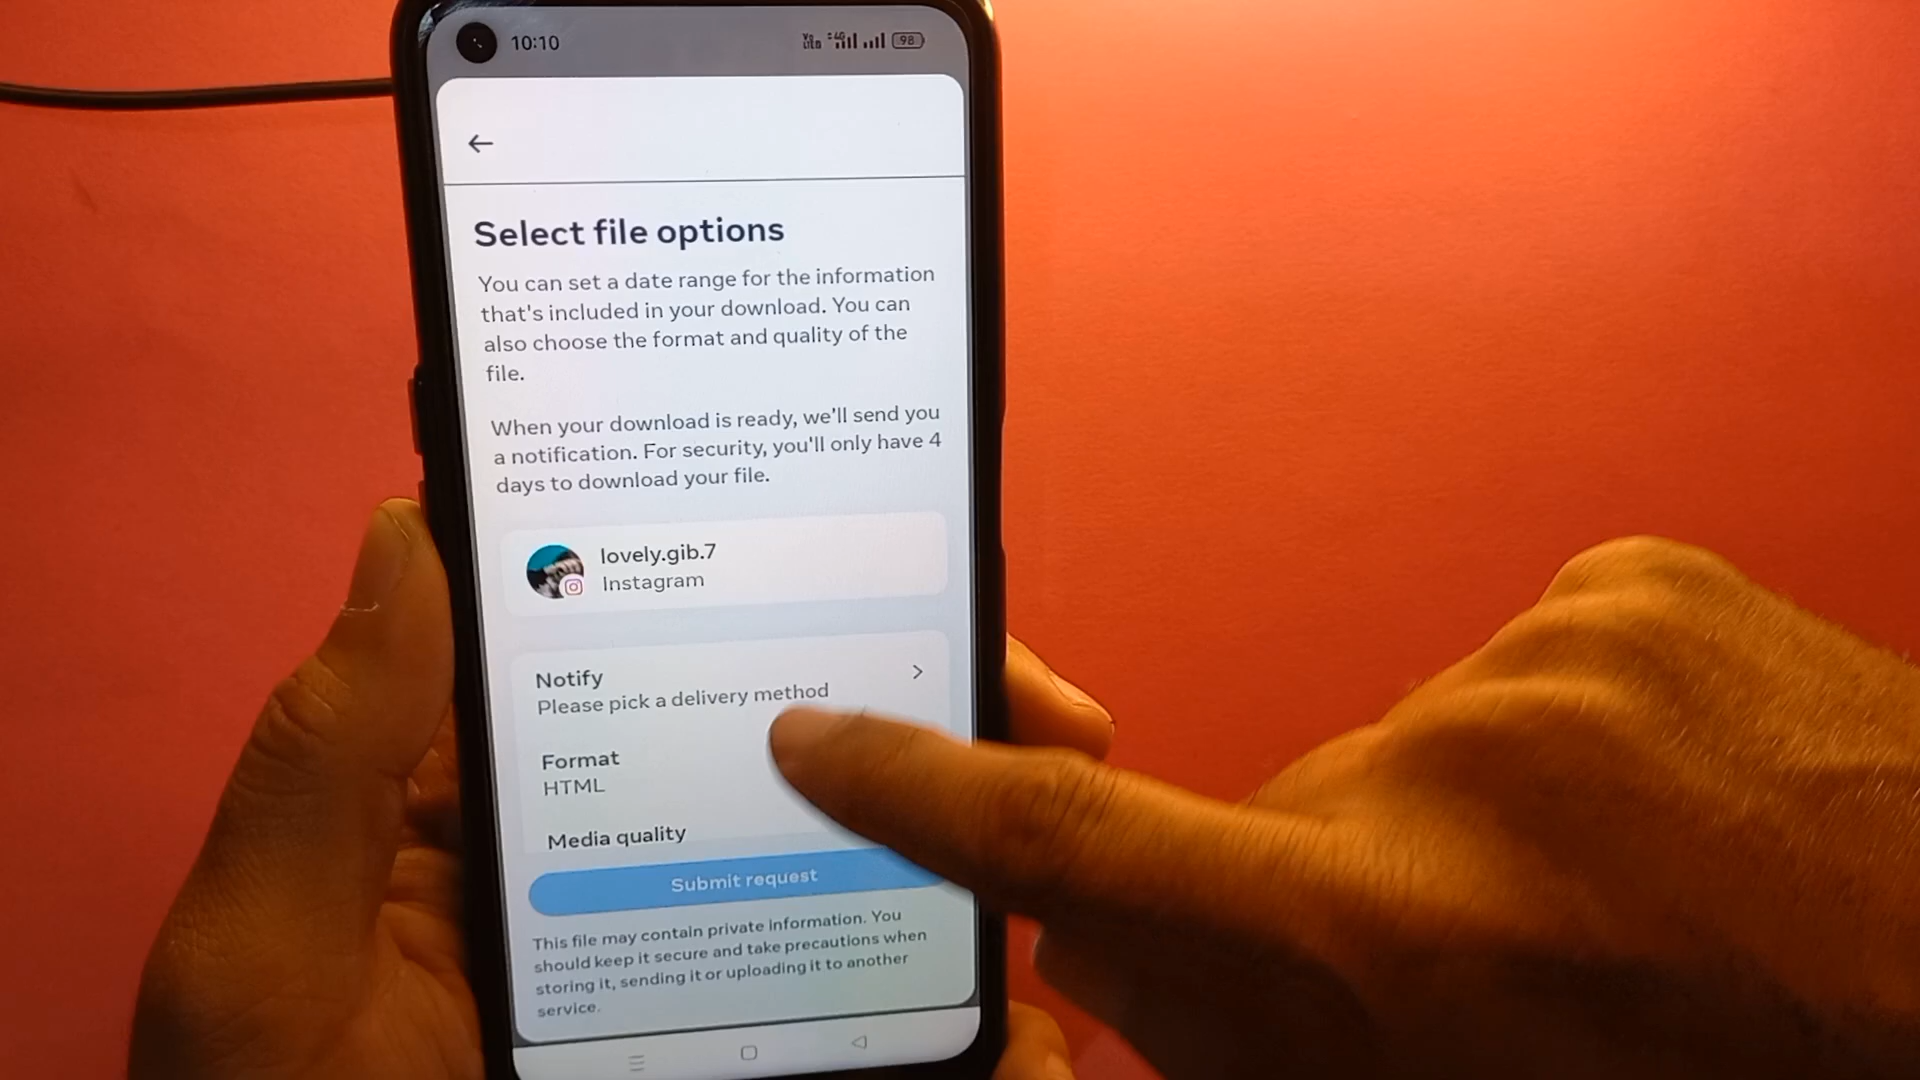 10:10
Vo LTE 4G 98
Select file options
You can set a date range for the information
that's included in your download. You can
also choose the format and quality of the
file.
When your download is ready, we'll send you
a notification. For security, you'll only have 4
days to download your file.
lovely.gib.7
Instagram
Notify
Please pick a delivery method
Format
HTML
Media quality
Submit request
This file may contain private information. You
should keep it secure and take precautions when
storing it, sending it or uploading it to another
service.